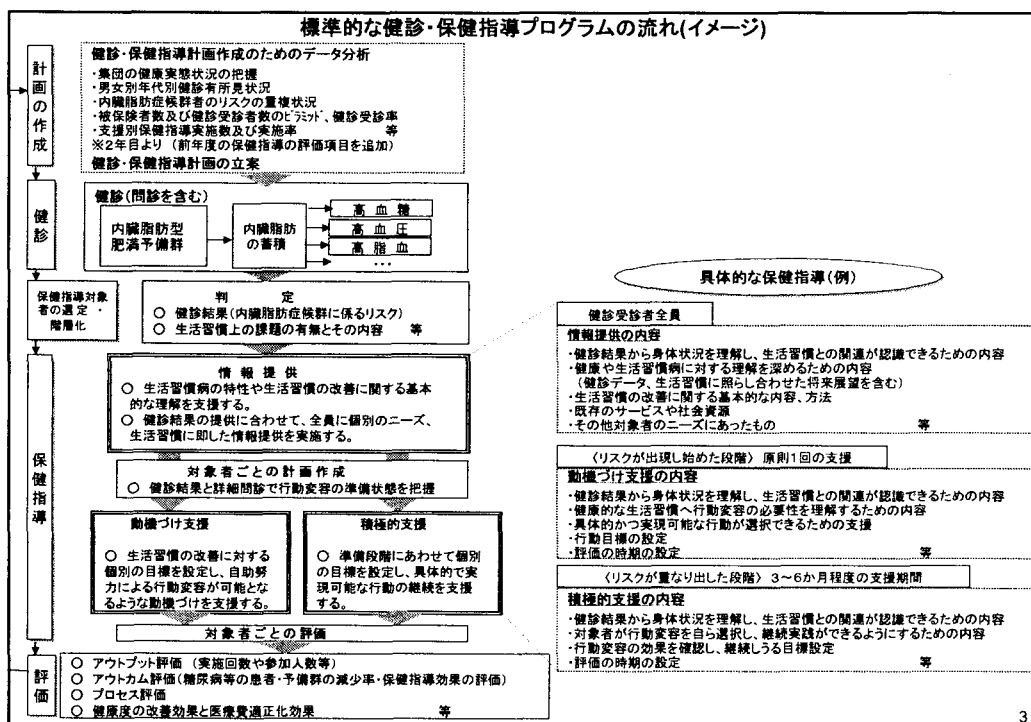 標準的な健診・保健指導プログラムの流れ(イメージ)
計画の作成
健診・保健指導計画作成のためのデータ分析
・集団の健康実態状況の把握
・男女別年代別健診有所見状況
・内臓脂肪症候群者のリスクの重複状況
・被保険者数及び健診受診者数のピラミッド、健診受診率
・支援別保健指導実施数及び実施率　等
※2年目より (前年度の保健指導の評価項目を追加)
健診・保健指導計画の立案
健診
健診(問診を含む)
内臓脂肪型
肥満予備群
内臓脂肪
の蓄積
高 血 糖
高 血 圧
高 脂 血
…
保健指導対象
者の選定・
階層化
判　定
○ 健診結果(内臓脂肪症候群に係るリスク)
○ 生活習慣上の課題の有無とその内容　等
保健指導
情 報 提 供
○ 生活習慣病の特性や生活習慣の改善に関する基本
的な理解を支援する。
○ 健診結果の提供に合わせて、全員に個別のニーズ、
生活習慣に即した情報提供を実施する。
対象者ごとの計画作成
○ 健診結果と詳細問診で行動変容の準備状態を把握
動機づけ支援
○ 生活習慣の改善に対する
個別の目標を設定し、自助努
力による行動変容が可能とな
るような動機づけを支援する。
積極的支援
○ 準備段階にあわせて個別
の目標を設定し、具体的で実
現可能な行動の継続を支援
する。
対象者ごとの評価
評価
○ アウトプット評価 (実施回数や参加人数等)
○ アウトカム評価(糖尿病等の患者・予備群の減少率・保健指導効果の評価)
○ プロセス評価
○ 健康度の改善効果と医療費適正化効果　等
具体的な保健指導(例)
健診受診者全員
情報提供の内容
・健診結果から身体状況を理解し、生活習慣との関連が認識できるための内容
・健康や生活習慣病に対する理解を深めるための内容
(健診データ、生活習慣に照らし合わせた将来展望を含む)
・生活習慣の改善に関する基本的な内容、方法
・既存のサービスや社会資源
・その他対象者のニーズにあったもの　等
〈リスクが出現し始めた段階〉 原則1回の支援
動機づけ支援の内容
・健診結果から身体状況を理解し、生活習慣との関連が認識できるための内容
・健康的な生活習慣へ行動変容の必要性を理解するための内容
・具体的かつ実現可能な行動が選択できるための支援
・行動目標の設定
・評価の時期の設定　等
〈リスクが重なり出した段階〉 3～6か月程度の支援期間
積極的支援の内容
・健診結果から身体状況を理解し、生活習慣との関連が認識できるための内容
・対象者が行動変容を自ら選択し、継続実践ができるようにするための内容
・行動変容の効果を確認し、継続しうる目標設定
・評価の時期の設定　等
3